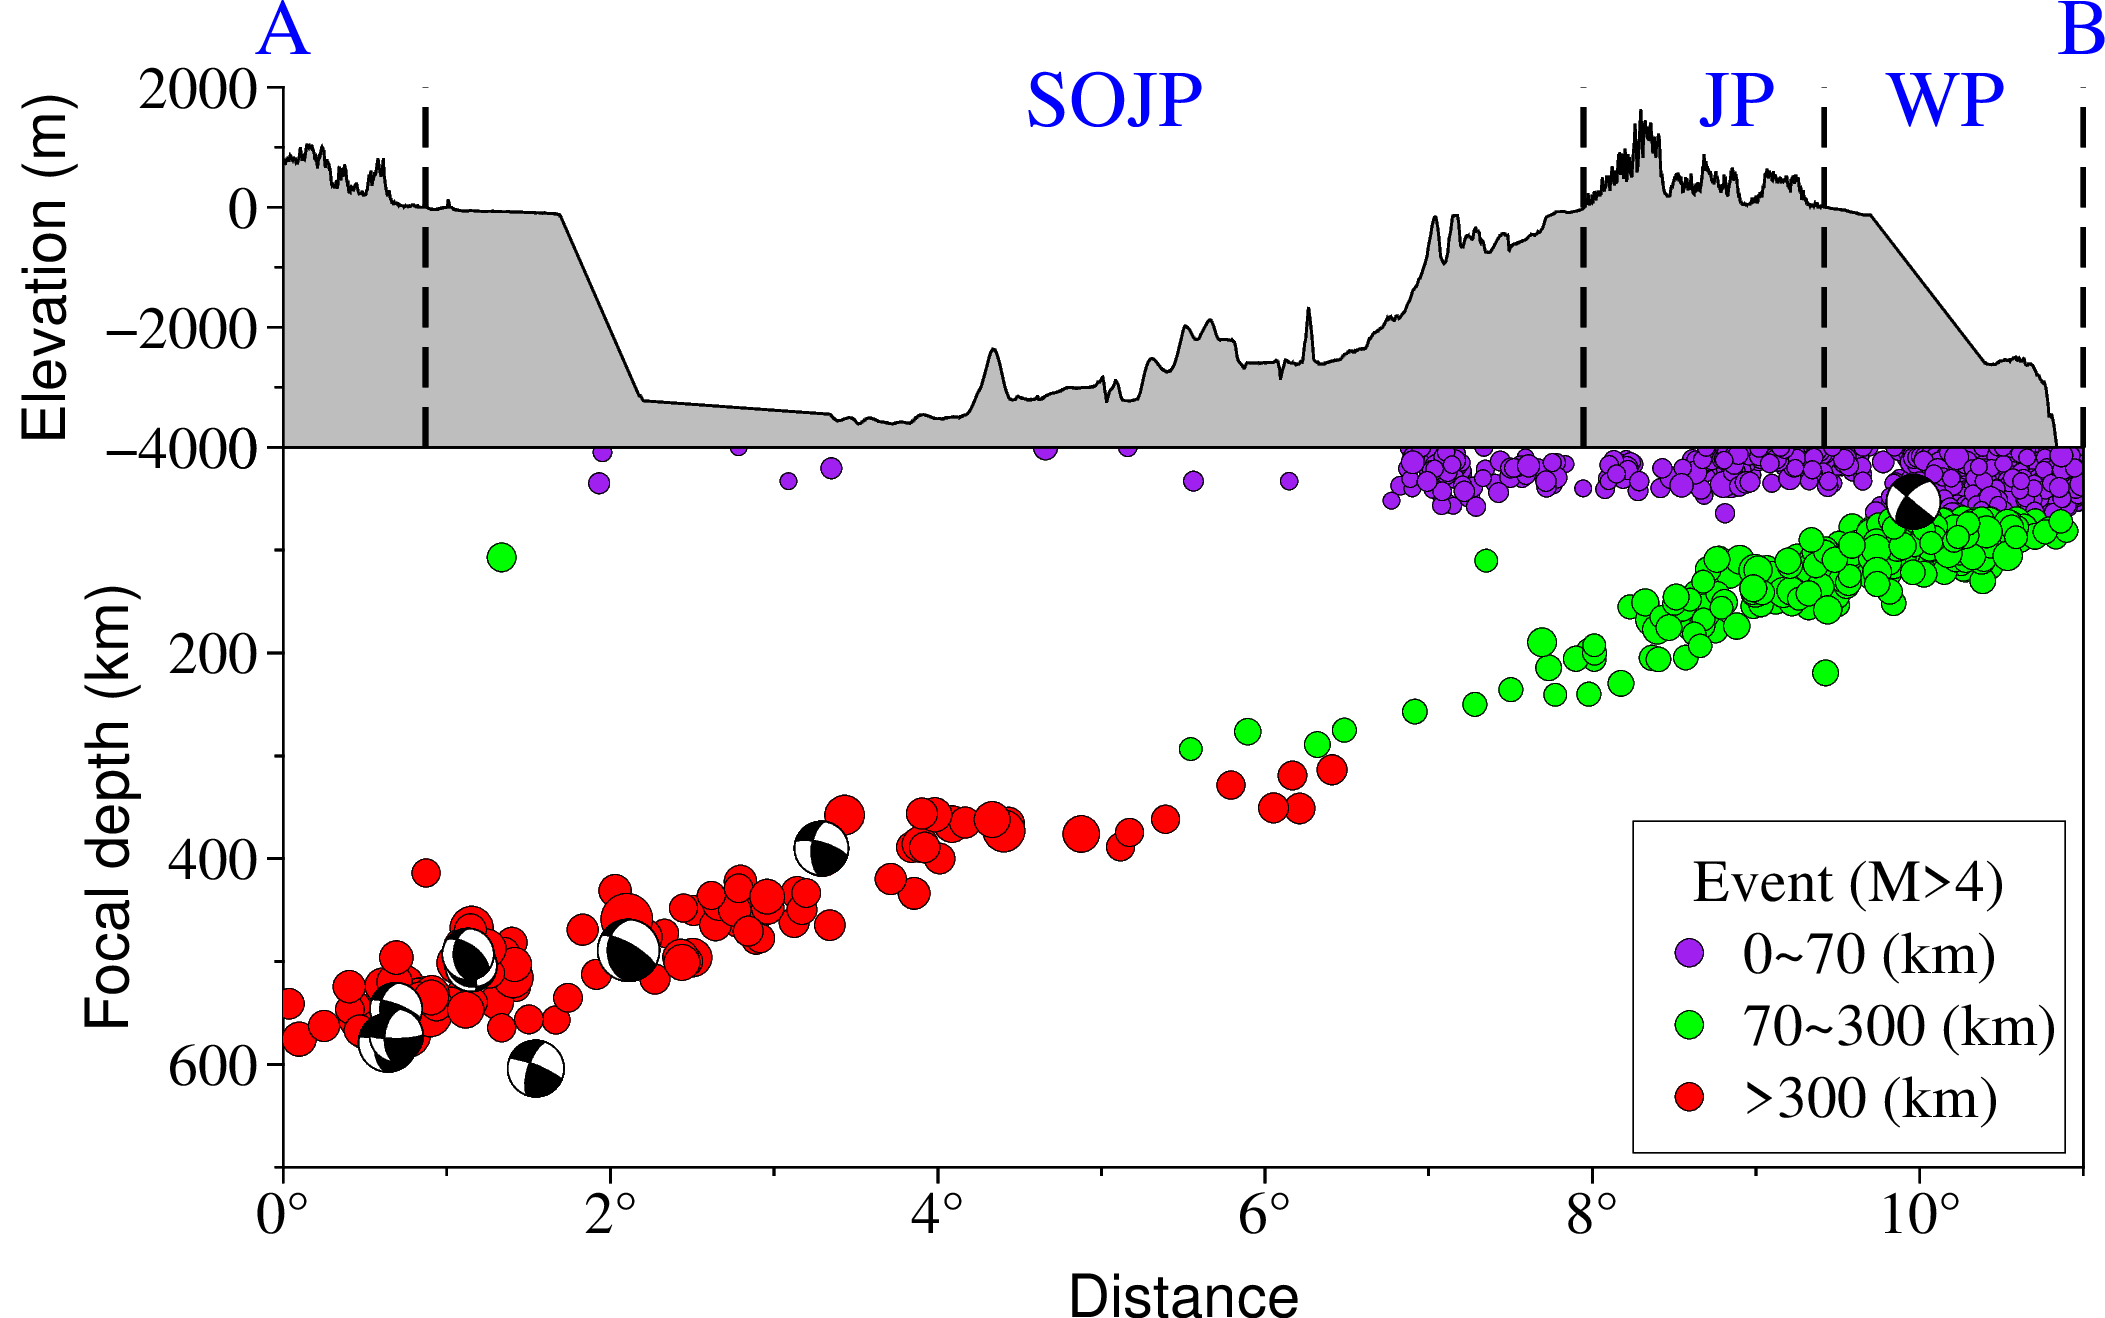 A
B
SOJP
JP
WP
2000
0
−2000
−4000
Elevation (m)
200
400
600
Focal depth (km)
Event (M>4)
0~70 (km)
70~300 (km)
>300 (km)
0°
2°
4°
6°
8°
10°
Distance